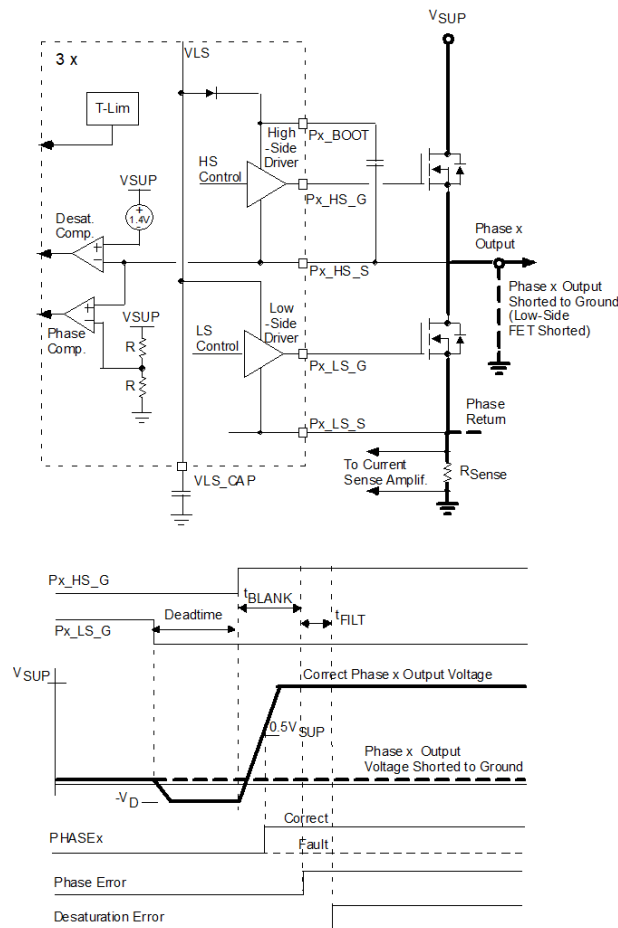 VSUP
3 x
VLS
T-Lim
High
-Side
Driver
Px_BOOT
HS
Control
VSUP
+
1.4V
-
Px_HS_G
Desat.
Comp.
+
-
Phase x
Output
Px_HS_S
Phase x Output
Shorted to Ground
(Low-Side
FET Shorted)
+
-
VSUP
Phase
Comp.
R
R
Low
-Side
Driver
LS
Control
Px_LS_G
Phase
Return
Px_LS_S
To Current
Sense Amplif.
RSense
VLS_CAP
Px_HS_G
tBLANK
Deadtime
tFILT
Px_LS_G
VSUP
Correct Phase x Output Voltage
0.5VSUP
Phase x Output
Voltage Shorted to Ground
-VD
Correct
PHASEx
Fault
Phase Error
Desaturation Error